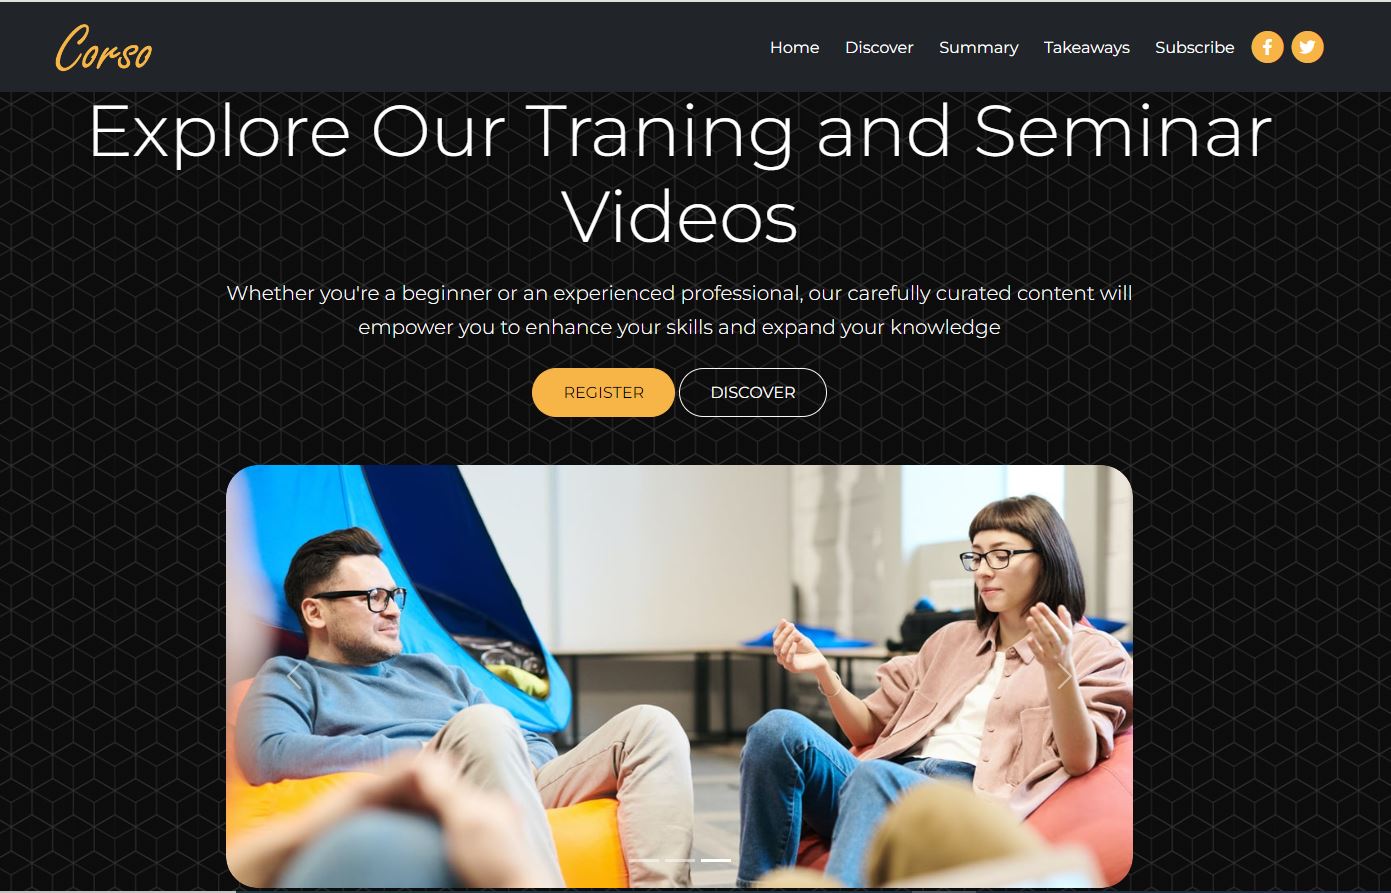 Corso
Home Discover Summary Takeaways Subscribe
Explore Our Traning and Seminar
Videos
Whether you're a beginner or an experienced professional, our carefully curated content will
empower you to enhance your skills and expand your knowledge
REGISTER DISCOVER